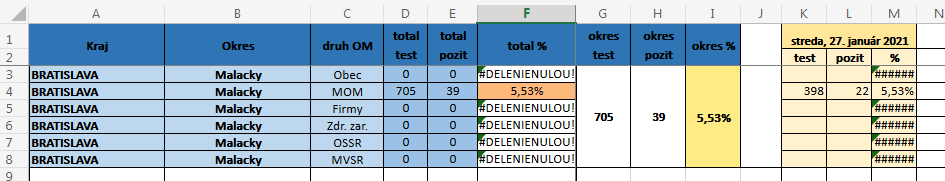 A B C D E F G H I J K L M N
1 Kraj Okres druh OM total test total pozit total % okres test okres pozit okres % streda, 27. január 2021
2 test pozit %
3 BRATISLAVA Malacky Obec 0 0 #DELENIENULOU! ######
4 BRATISLAVA Malacky MOM 705 39 5,53% 398 22 5,53%
5 BRATISLAVA Malacky Firmy 0 0 #DELENIENULOU! ######
6 BRATISLAVA Malacky Zdr. zar. 0 0 #DELENIENULOU! 705 39 5,53% ######
7 BRATISLAVA Malacky OSSR 0 0 #DELENIENULOU! ######
8 BRATISLAVA Malacky MVSR 0 0 #DELENIENULOU! ######
9